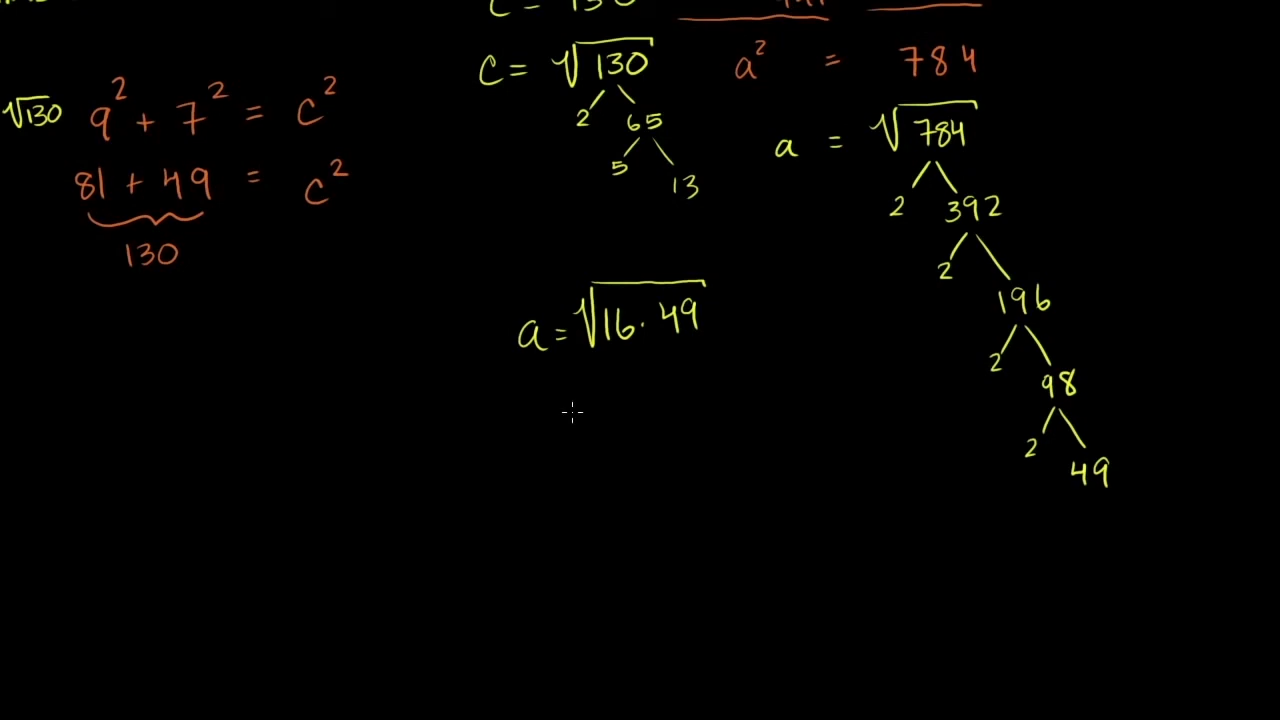 c = 130
√130
9² + 7² = c²
81 + 49 = c²
130
c = √130
2 65
5 13
a² = 784
a = √784
2 392
2 196
2 98
2 49
a = √16 · 49